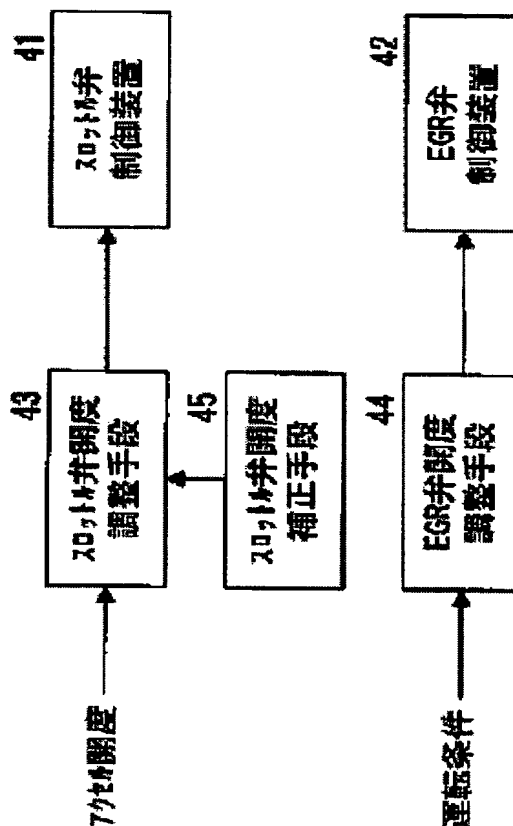 アクセル開度
43
スロットル弁開度
調整手段
41
スロットル弁
制御装置
45
スロットル弁開度
補正手段
運転条件
44
EGR弁開度
調整手段
42
EGR弁
制御装置